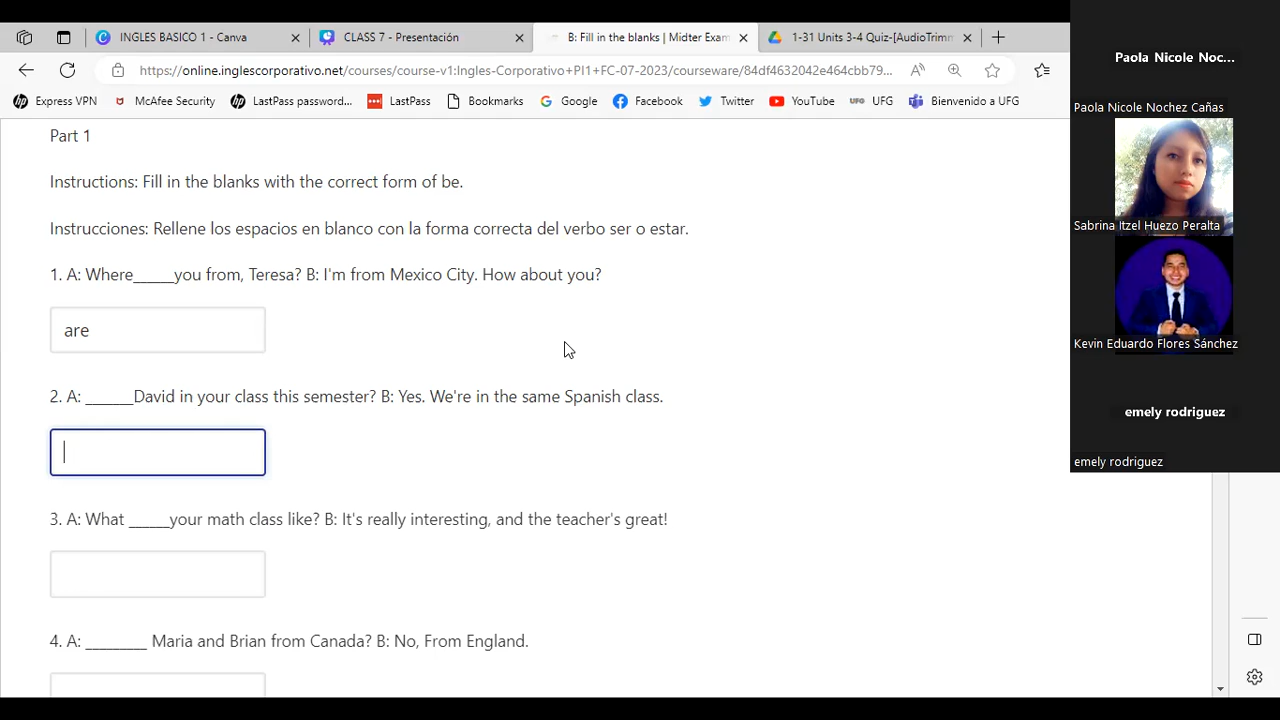 INGLES BASICO 1 - Canva
CLASS 7 - Presentación
B: Fill in the blanks | Midter Exam
1-31 Units 3-4 Quiz-[AudioTrimm
https://online.inglescorporativo.net/courses/course-v1:Ingles-Corporativo+PI1+FC-07-2023/courseware/84df4632042e464cbb79...
Express VPN
McAfee Security
LastPass password...
LastPass
Bookmarks
Google
Facebook
Twitter
YouTube
UFG
Bienvenido a UFG
Part 1
Instructions: Fill in the blanks with the correct form of be.
Instrucciones: Rellene los espacios en blanco con la forma correcta del verbo ser o estar.
1. A: Where______you from, Teresa? B: I'm from Mexico City. How about you?
are
2. A: _______David in your class this semester? B: Yes. We're in the same Spanish class.
3. A: What ______your math class like? B: It's really interesting, and the teacher's great!
4. A: _________ Maria and Brian from Canada? B: No, From England.
Paola Nicole Noc...
Paola Nicole Nochez Cañas
Sabrina Itzel Huezo Peralta
Kevin Eduardo Flores Sánchez
emely rodriguez
emely rodriguez